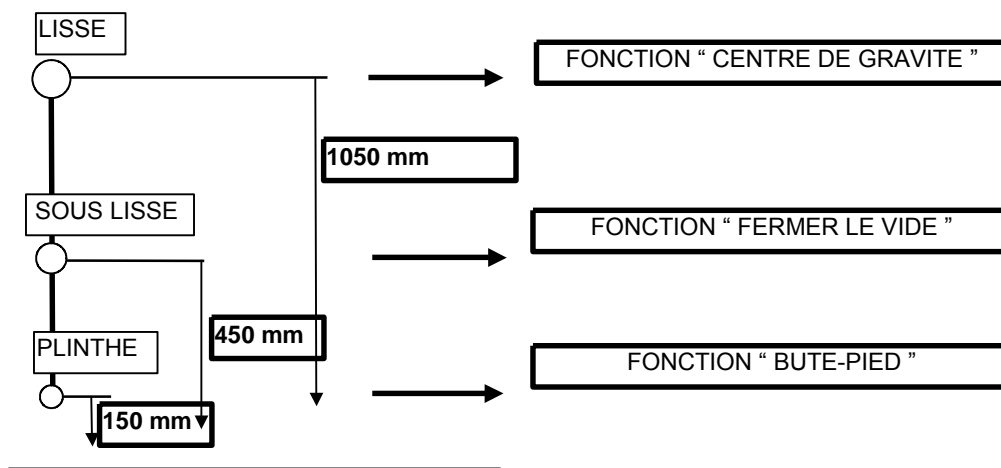 LISSE
FONCTION “ CENTRE DE GRAVITE ”
1050 mm
SOUS LISSE
FONCTION “ FERMER LE VIDE ”
450 mm
PLINTHE
FONCTION “ BUTE-PIED ”
150 mm